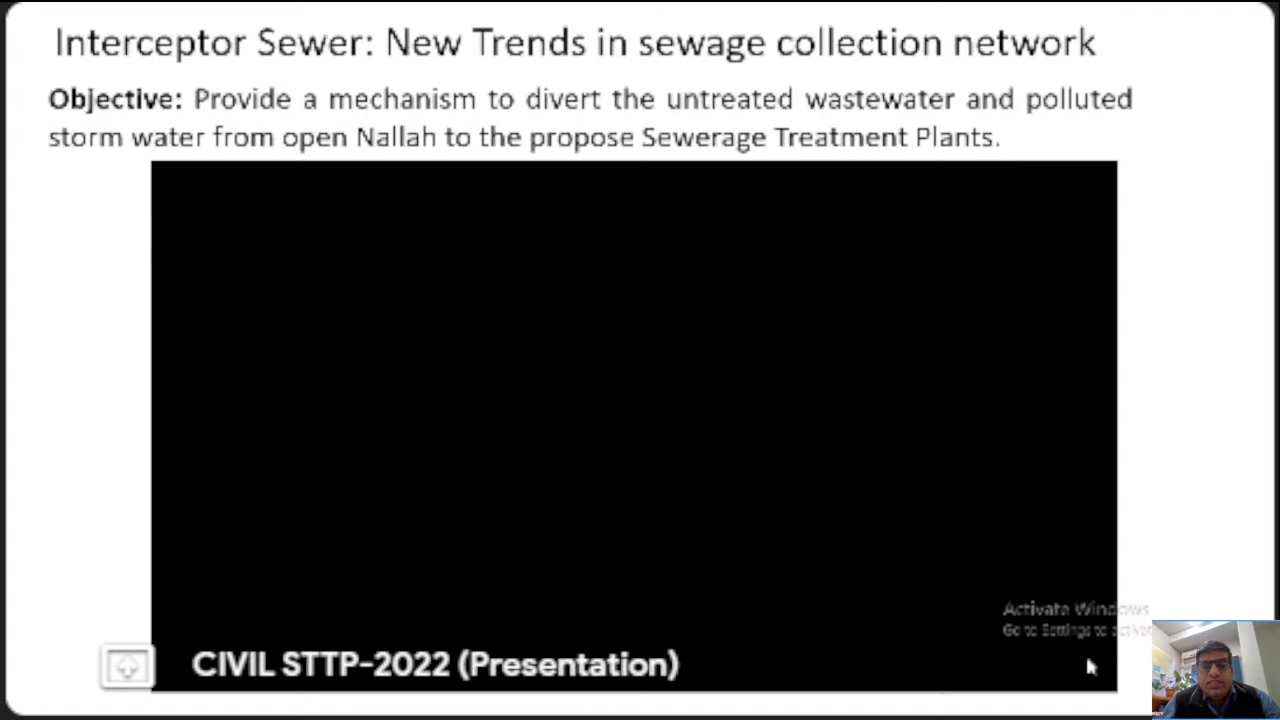 Interceptor Sewer: New Trends in sewage collection network
Objective: Provide a mechanism to divert the untreated wastewater and polluted
storm water from open Nallah to the propose Sewerage Treatment Plants.
Activate Windows
Go to Settings to activate
CIVIL STTP-2022 (Presentation)